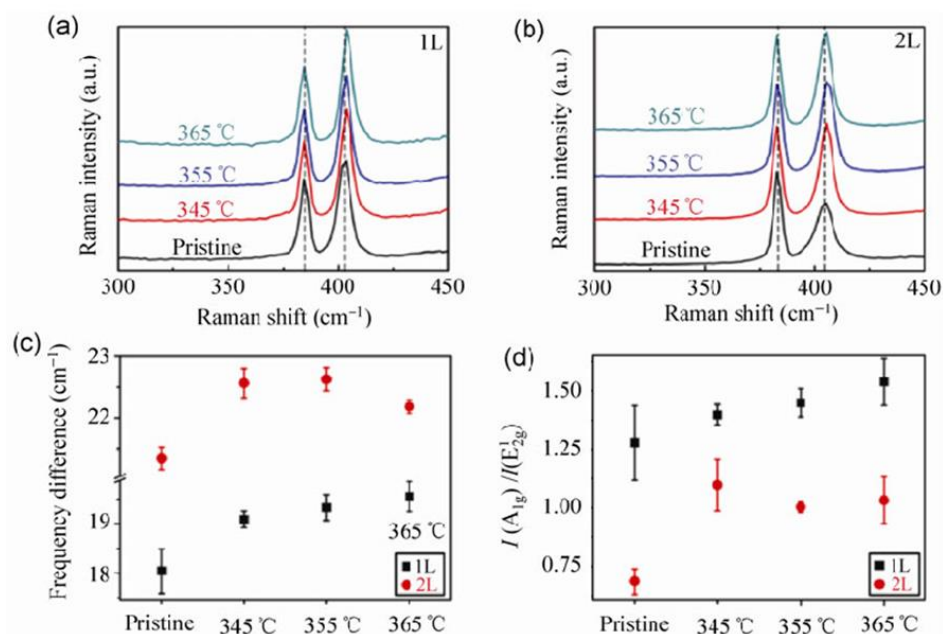 (a)
1L
365 ℃
355 ℃
345 ℃
Pristine
Raman intensity (a.u.)
300 350 400 450
Raman shift (cm⁻¹)
(b)
2L
365 ℃
355 ℃
345 ℃
Pristine
Raman intensity (a.u.)
300 350 400 450
Raman shift (cm⁻¹)
(c)
Frequency difference (cm⁻¹)
23
22
19
18
365 ℃
1L
2L
Pristine 345 ℃ 355 ℃ 365 ℃
(d)
I (A₁g) /I(E¹₂g)
1.50
1.25
1.00
0.75
1L
2L
Pristine 345 ℃ 355 ℃ 365 ℃